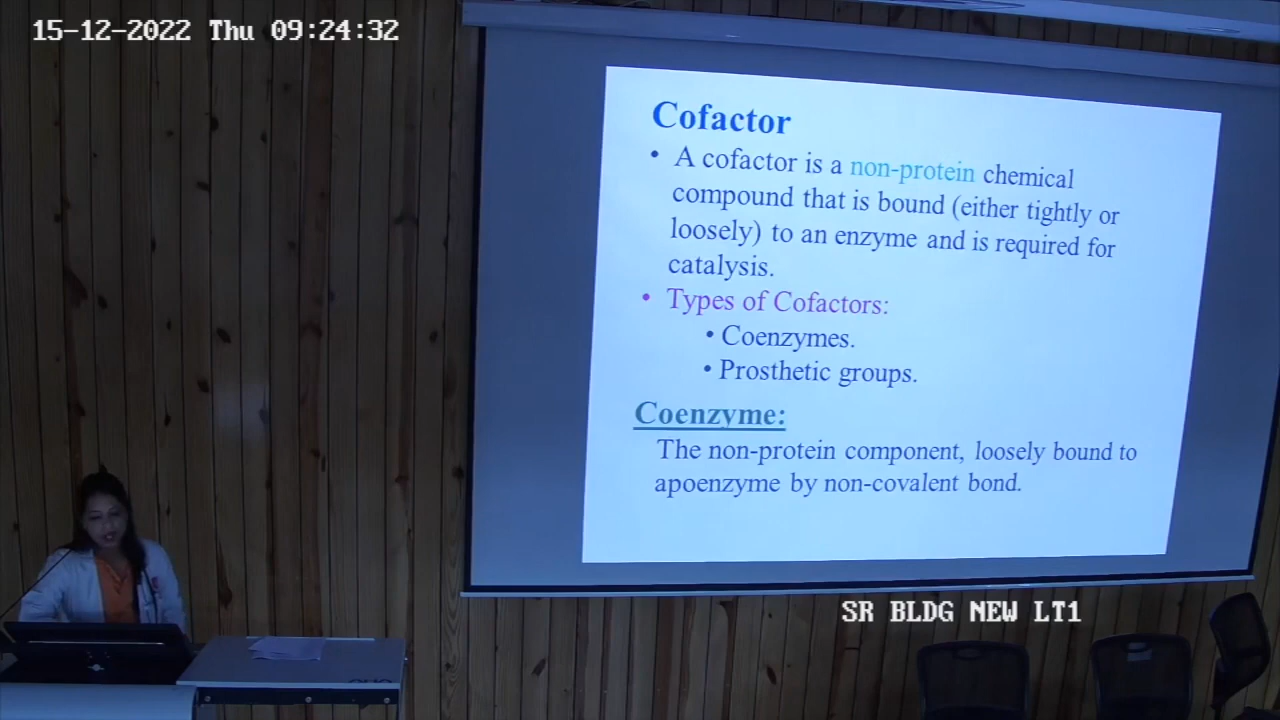 15-12-2022 Thu 09:24:32
Cofactor
• A cofactor is a non-protein chemical
compound that is bound (either tightly or
loosely) to an enzyme and is required for
catalysis.
• Types of Cofactors:
• Coenzymes.
• Prosthetic groups.
Coenzyme:
The non-protein component, loosely bound to
apoenzyme by non-covalent bond.
SR BLDG NEW LT1